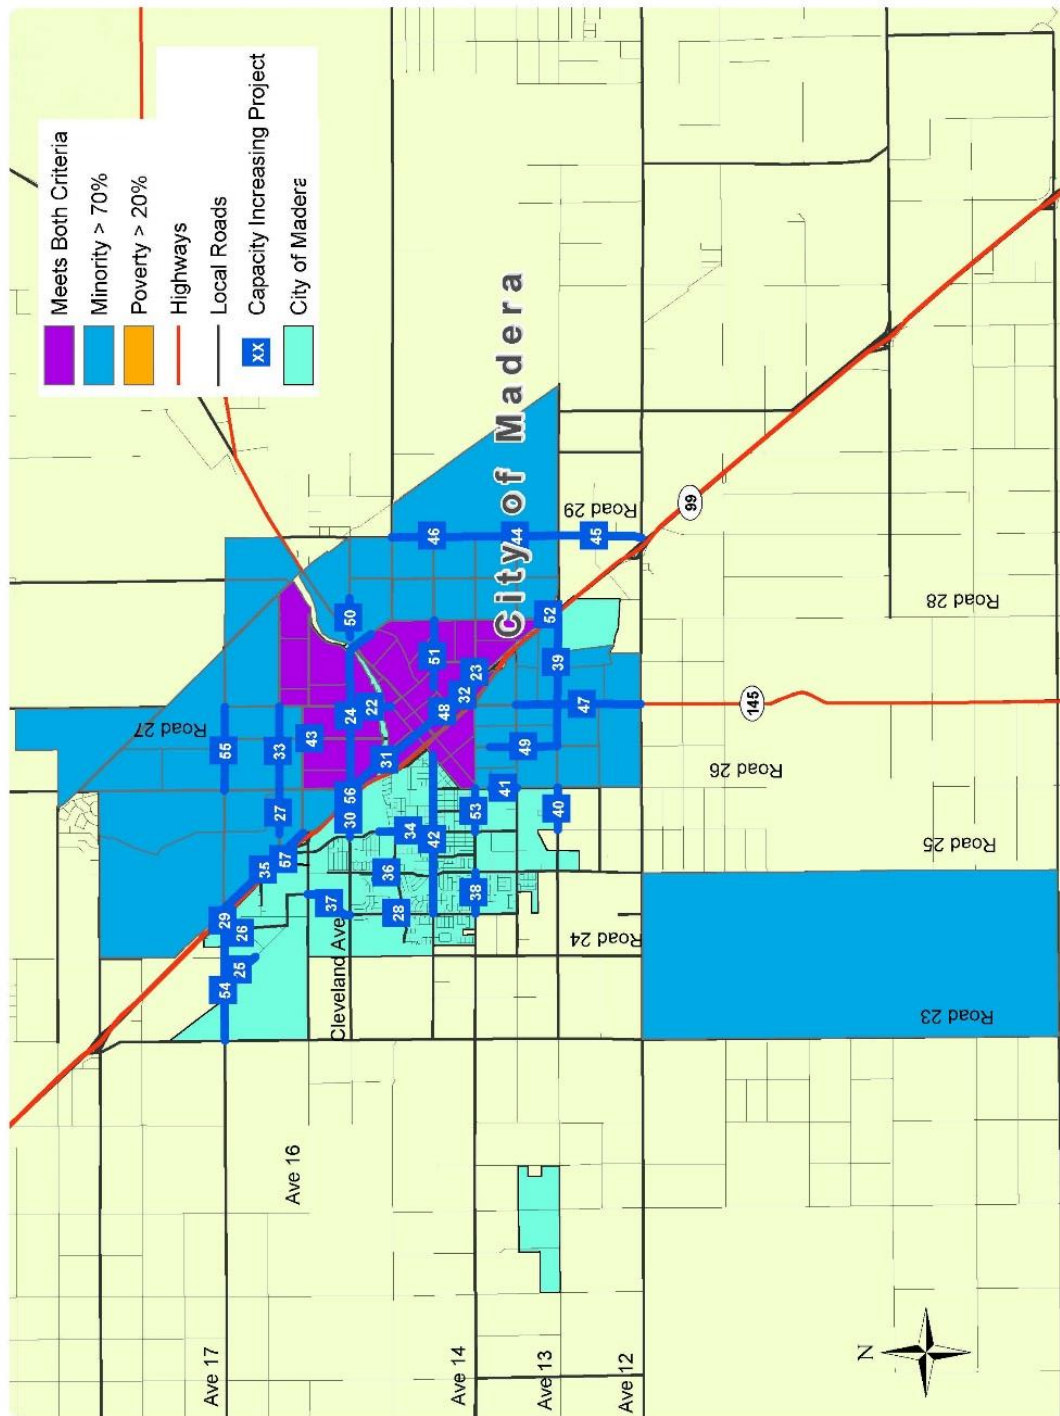 Meets Both Criteria
Minority > 70%
Poverty > 20%
Highways
Local Roads
XX
Capacity Increasing Project
City of Madera
Ave 17
54
25
26
29
35
57
27
33
55
Road 27
Ave 16
43
Cleveland Ave
37
30
56
24
22
50
28
36
34
31
42
48
51
46
Ave 14
38
53
32
23
City of Madera
41
49
44
Ave 13
40
39
52
47
45
Road 29
Ave 12
Road 24
99
145
Road 26
Road 23
Road 25
Road 28
N